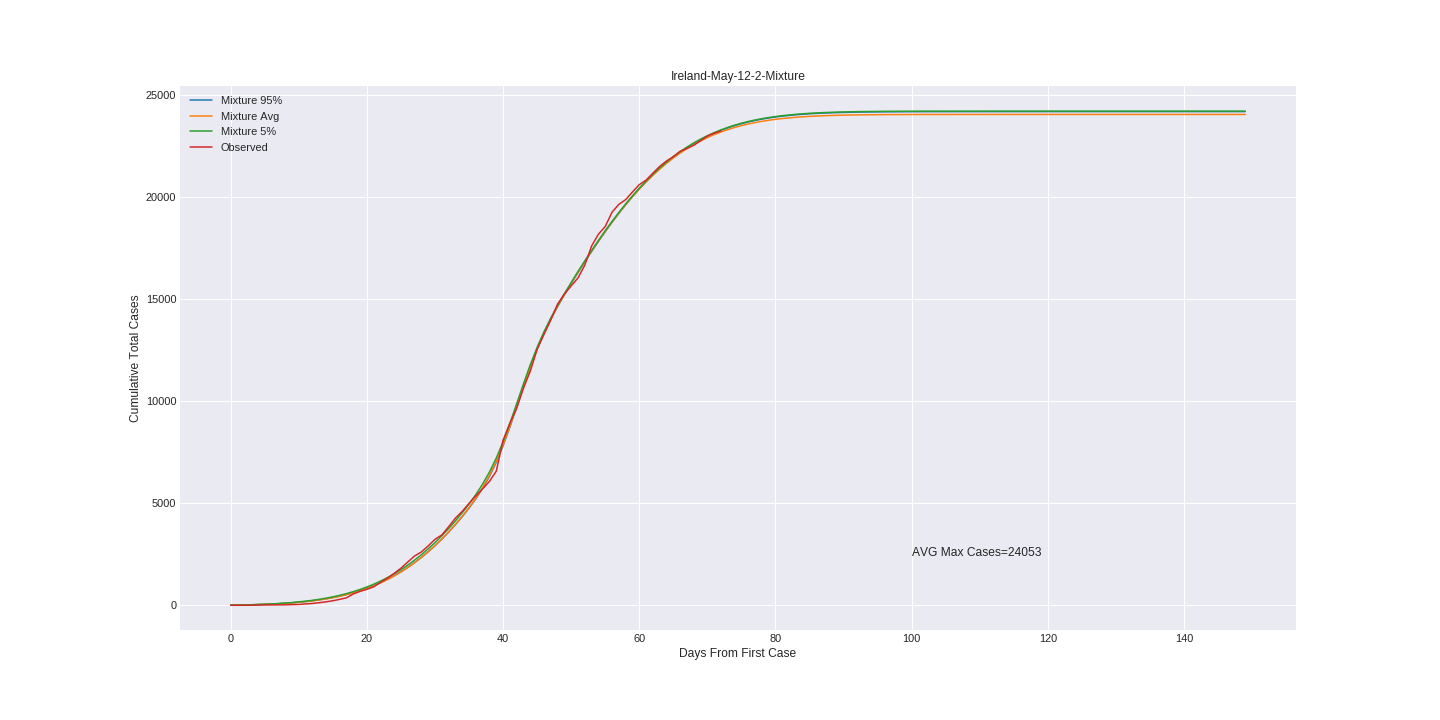 Ireland-May-12-2-Mixture
Mixture 95%
Mixture Avg
Mixture 5%
Observed
25000
20000
15000
10000
5000
0
Cumulative Total Cases
AVG Max Cases=24053
0 20 40 60 80 100 120 140
Days From First Case